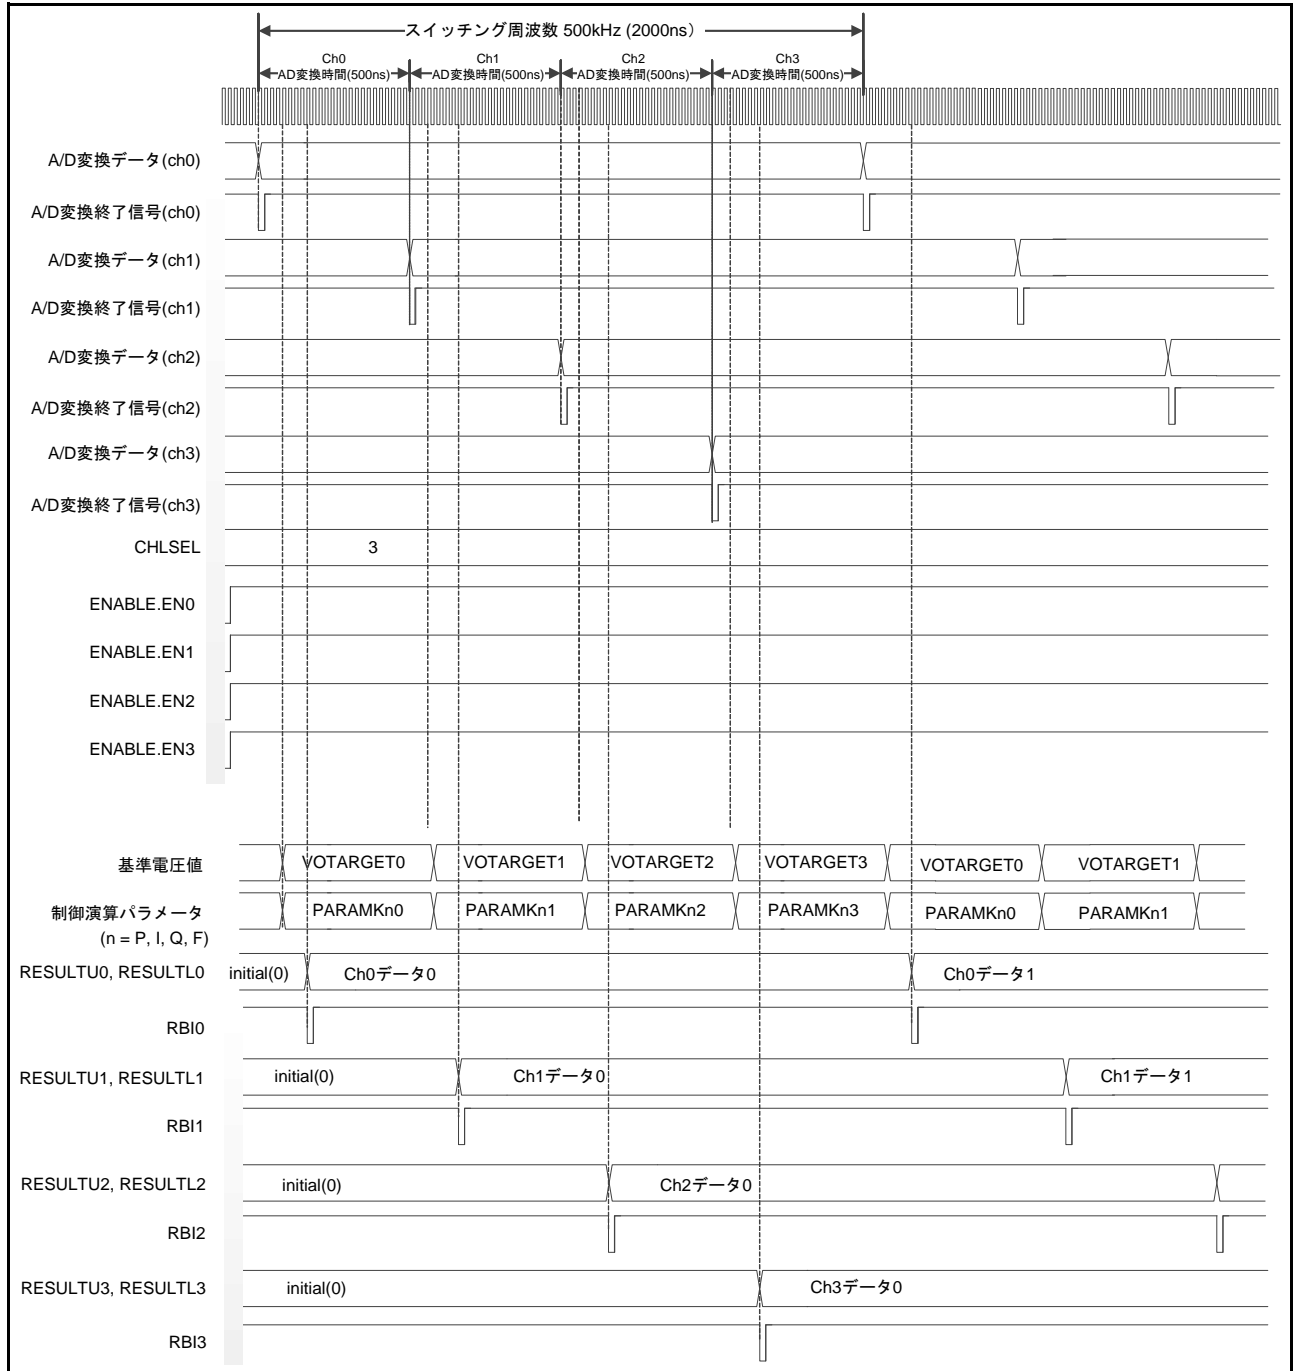 スイッチング周波数 500kHz (2000ns)
Ch0
AD変換時間(500ns)
Ch1
AD変換時間(500ns)
Ch2
AD変換時間(500ns)
Ch3
AD変換時間(500ns)
A/D変換データ(ch0)
A/D変換終了信号(ch0)
A/D変換データ(ch1)
A/D変換終了信号(ch1)
A/D変換データ(ch2)
A/D変換終了信号(ch2)
A/D変換データ(ch3)
A/D変換終了信号(ch3)
CHLSEL 3
ENABLE.EN0
ENABLE.EN1
ENABLE.EN2
ENABLE.EN3
基準電圧値 VOTARGET0 VOTARGET1 VOTARGET2 VOTARGET3 VOTARGET0 VOTARGET1
制御演算パラメータ PARAMKn0 PARAMKn1 PARAMKn2 PARAMKn3 PARAMKn0 PARAMKn1
(n = P, I, Q, F)
RESULTU0, RESULTL0 initial(0) Ch0データ0 Ch0データ1
RBI0
RESULTU1, RESULTL1 initial(0) Ch1データ0 Ch1データ1
RBI1
RESULTU2, RESULTL2 initial(0) Ch2データ0
RBI2
RESULTU3, RESULTL3 initial(0) Ch3データ0
RBI3